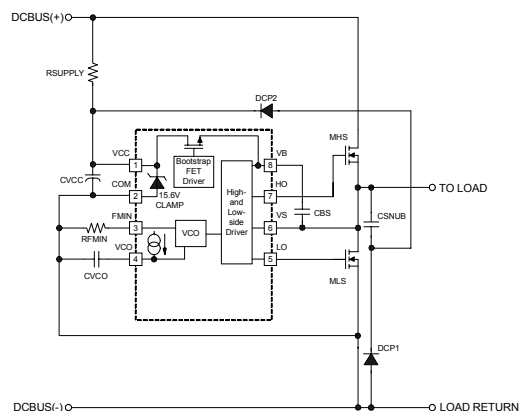 DCBUS(+)
RSUPPLY
DCP2
MHS
VCC
1
Bootstrap
FET
Driver
8
VB
CVCC
COM
2
15.6V
CLAMP
High-
and
Low-
side
Driver
7
HO
TO LOAD
CBS
CSNUB
FMIN
3
VCO
6
VS
RFMIN
VCO
4
5
LO
CVCO
MLS
DCP1
DCBUS(-)
LOAD RETURN